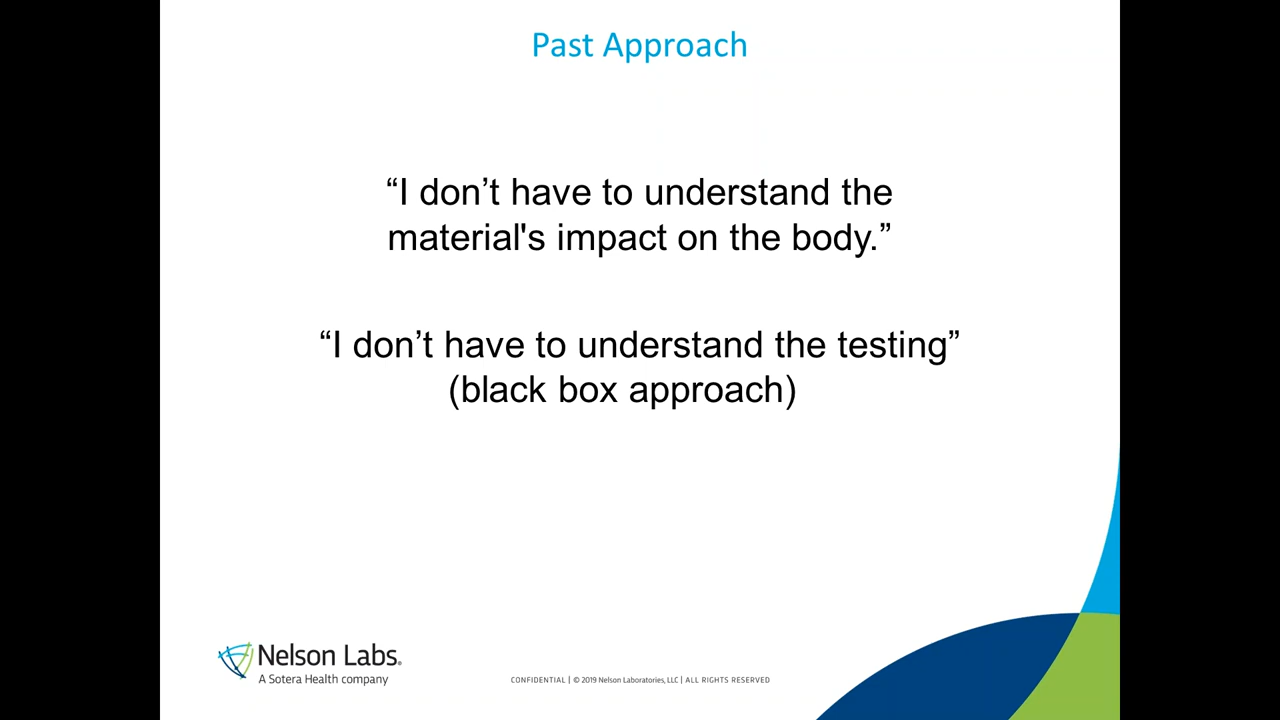 Past Approach
“I don’t have to understand the
material's impact on the body.”
“I don’t have to understand the testing”
(black box approach)
Nelson Labs.
A Sotera Health company
CONFIDENTIAL | © 2019 Nelson Laboratories, LLC | ALL RIGHTS RESERVED